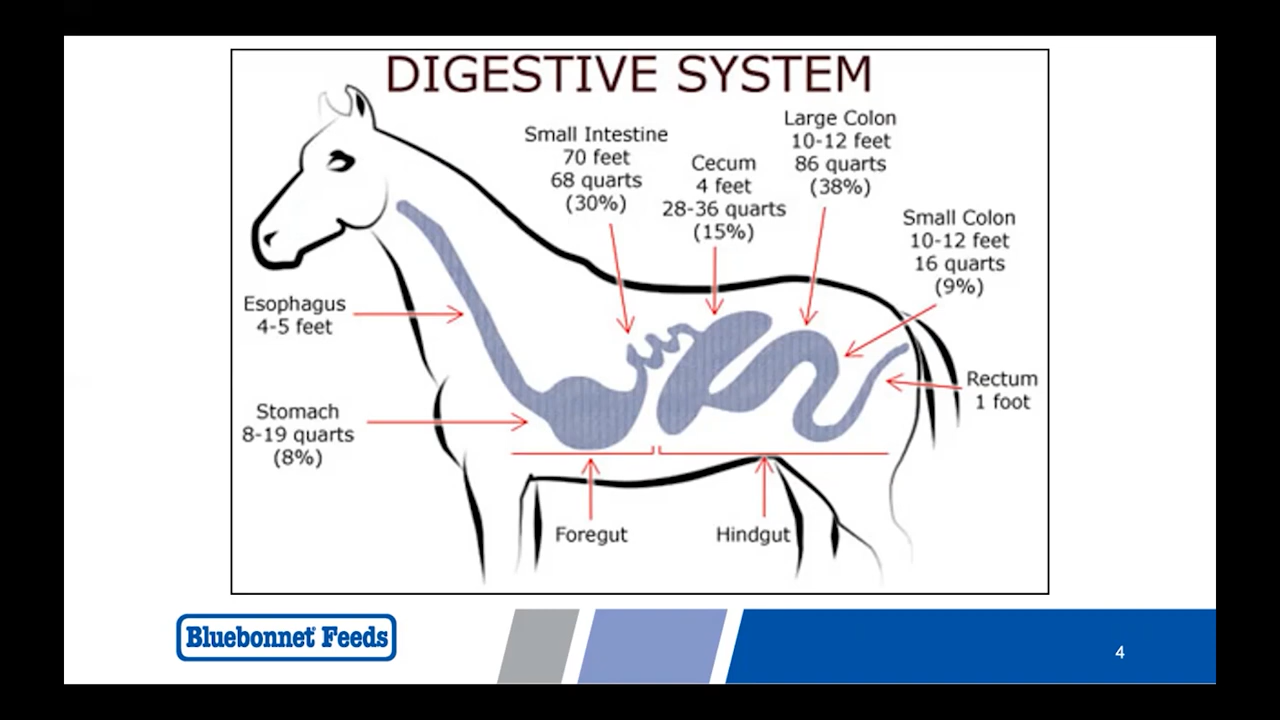 DIGESTIVE SYSTEM
Small Intestine
70 feet
68 quarts
(30%)
Cecum
4 feet
28-36 quarts
(15%)
Large Colon
10-12 feet
86 quarts
(38%)
Small Colon
10-12 feet
16 quarts
(9%)
Esophagus
4-5 feet
Stomach
8-19 quarts
(8%)
Rectum
1 foot
Foregut
Hindgut
Bluebonnet® Feeds
4